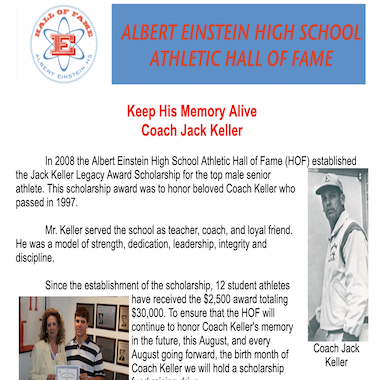 HALL OF FAME
E
ALBERT EINSTEIN HS
ALBERT EINSTEIN HIGH SCHOOL
ATHLETIC HALL OF FAME
Keep His Memory Alive
Coach Jack Keller
In 2008 the Albert Einstein High School Athletic Hall of Fame (HOF) established
the Jack Keller Legacy Award Scholarship for the top male senior
athlete. This scholarship award was to honor beloved Coach Keller who
passed in 1997.
Mr. Keller served the school as teacher, coach, and loyal friend.
He was a model of strength, dedication, leadership, integrity and
discipline.
Since the establishment of the scholarship, 12 student athletes
have received the $2,500 award totaling
$30,000. To ensure that the HOF will
continue to honor Coach Keller's memory
in the future, this August, and every
August going forward, the birth month of
Coach Keller we will hold a scholarship
fund raising drive
Coach Jack
Keller